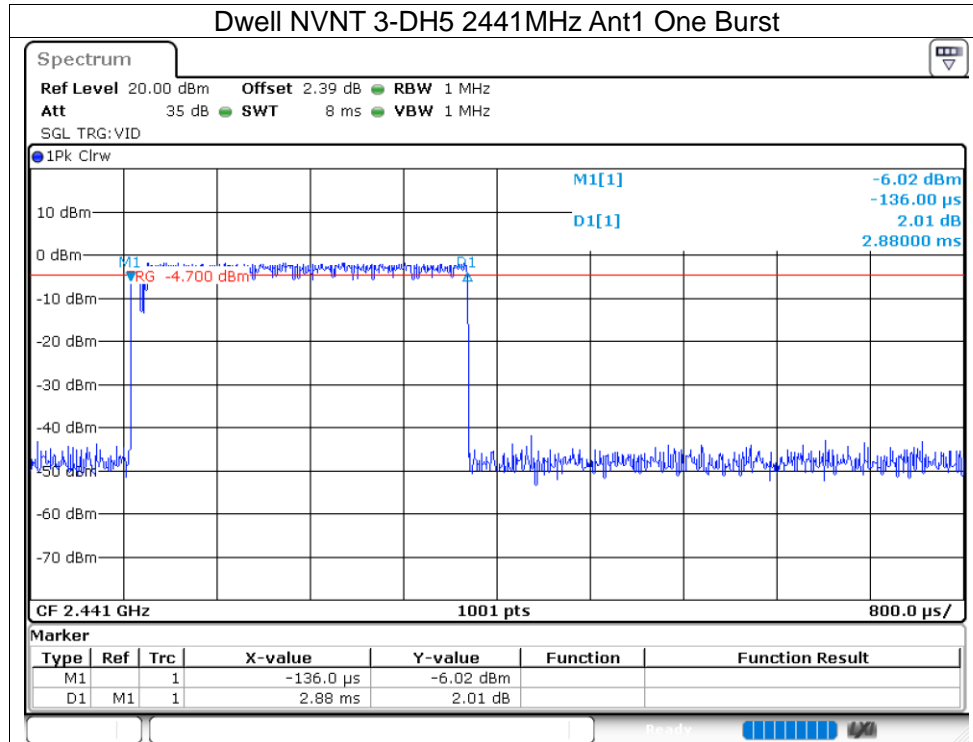 Dwell NVNT 3-DH5 2441MHz Ant1 One Burst
Spectrum
Ref Level 20.00 dBm Offset 2.39 dB RBW 1 MHz
Att 35 dB SWT 8 ms VBW 1 MHz
SGL TRG:VID
1Pk Clrw
M1[1] -6.02 dBm
-136.00 µs
D1[1] 2.01 dB
2.88000 ms
10 dBm
0 dBm
M1
D1
RG -4.700 dBm
-10 dBm
-20 dBm
-30 dBm
-40 dBm
-50 dBm
-60 dBm
-70 dBm
CF 2.441 GHz 1001 pts 800.0 µs/
Marker
Type Ref Trc X-value Y-value Function Function Result
M1 1 -136.0 µs -6.02 dBm
D1 M1 1 2.88 ms 2.01 dB
Ready LXI